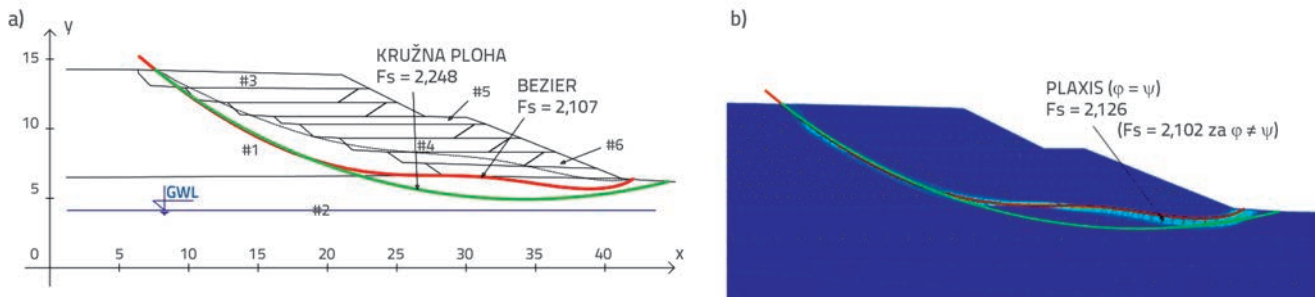 a)
y
15
10
5
0
5
10
15
20
25
30
35
40
x
KRUŽNA PLOHA
Fs = 2,248
BEZIER
Fs = 2,107
#3
#5
#4
#6
#1
GWL
#2
b)
PLAXIS (φ = ψ)
Fs = 2,126
(Fs = 2,102 za φ ≠ ψ)